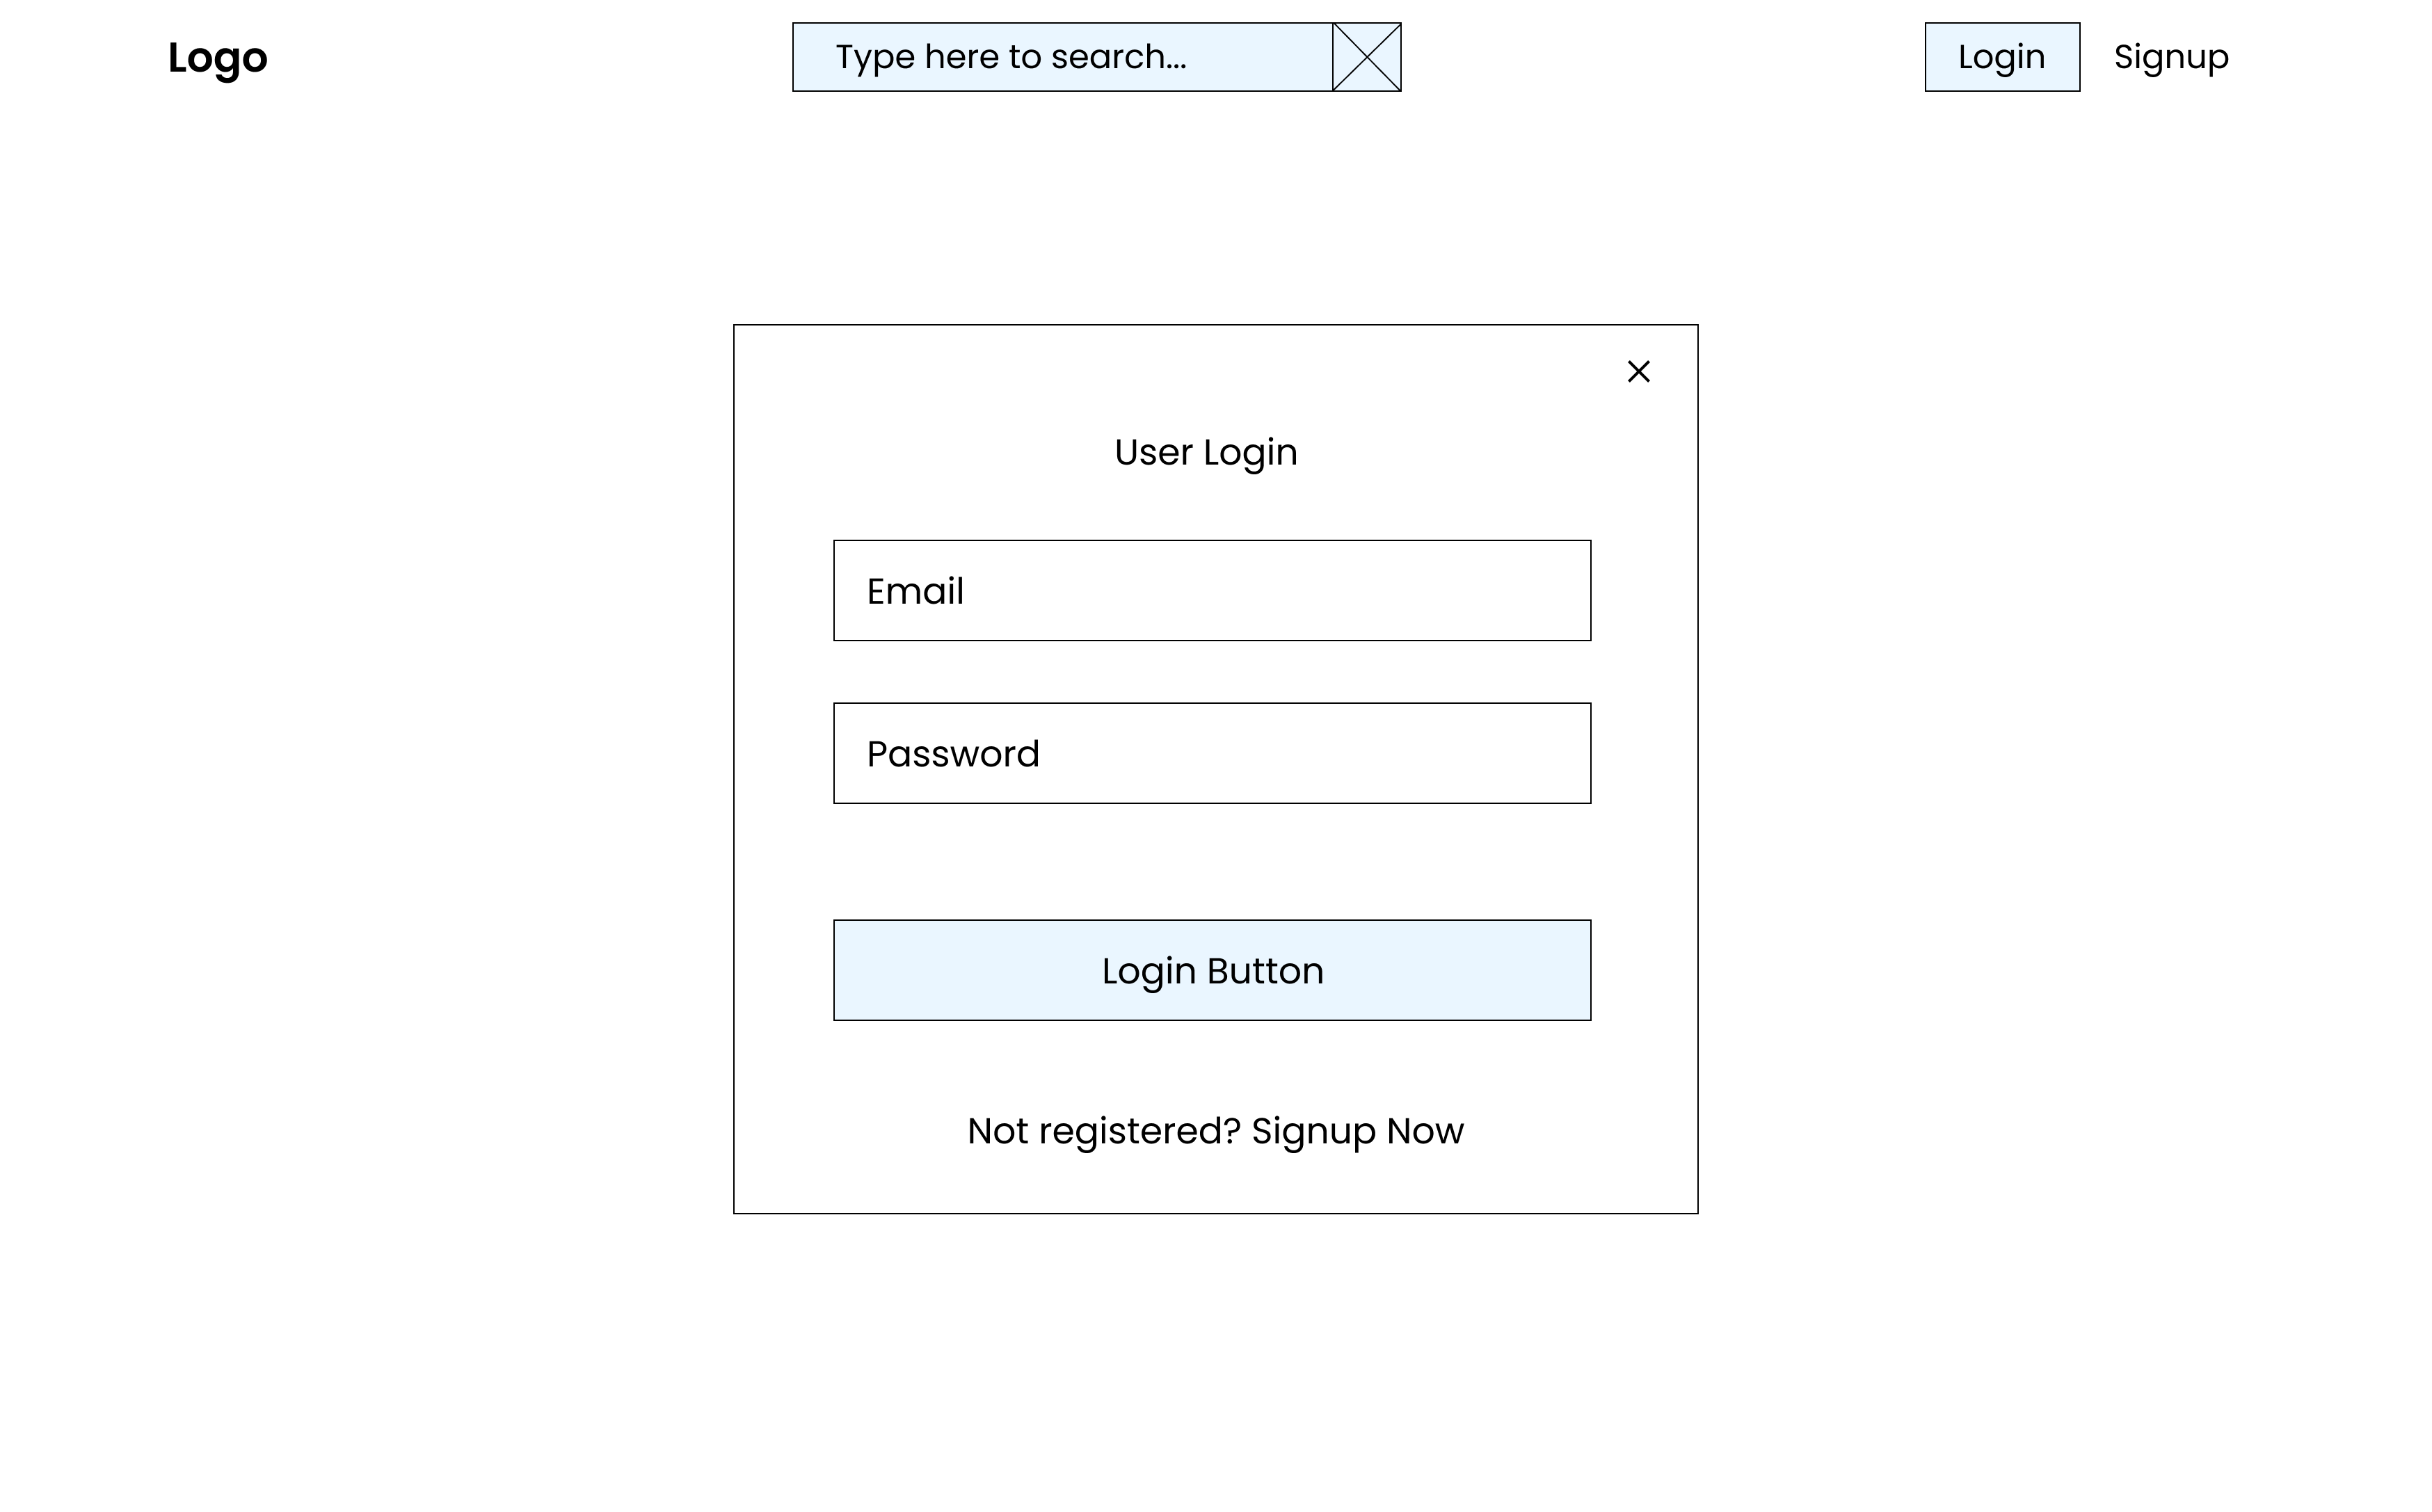 Logo
Type here to search...
Login
Signup
User Login
Email
Password
Login Button
Not registered? Signup Now